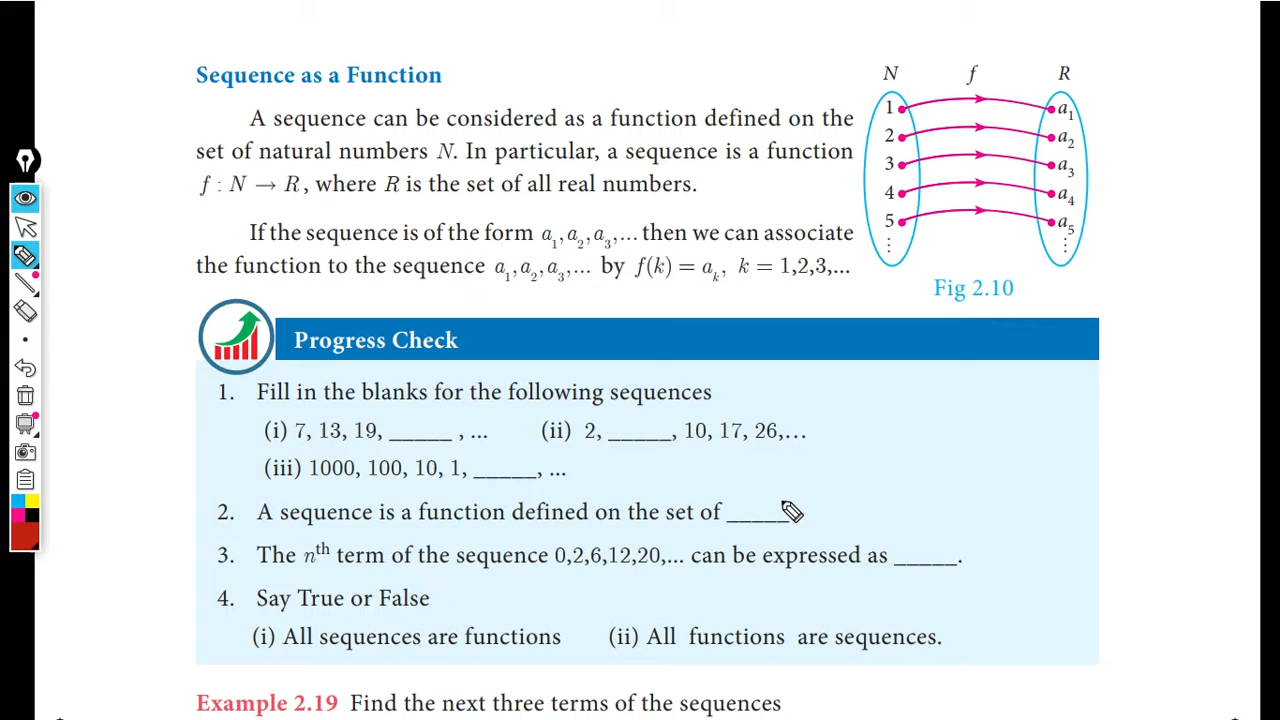 Sequence as a Function
A sequence can be considered as a function defined on the
set of natural numbers N. In particular, a sequence is a function
f : N → R, where R is the set of all real numbers.
If the sequence is of the form a₁, a₂, a₃,... then we can associate
the function to the sequence a₁, a₂, a₃,... by f(k) = aₖ, k = 1,2,3,...
N f R
1 a₁
2 a₂
3 a₃
4 a₄
5 a₅
⋮ ⋮
Fig 2.10
Progress Check
1. Fill in the blanks for the following sequences
(i) 7, 13, 19, _____ , ... (ii) 2, _____, 10, 17, 26,...
(iii) 1000, 100, 10, 1, _____, ...
2. A sequence is a function defined on the set of _____
3. The nᵗʰ term of the sequence 0,2,6,12,20,... can be expressed as _____.
4. Say True or False
(i) All sequences are functions (ii) All functions are sequences.
Example 2.19 Find the next three terms of the sequences